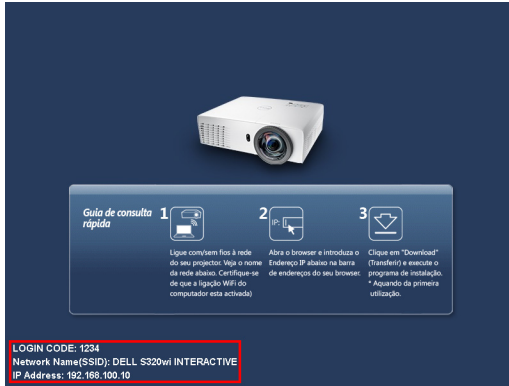 Guia de consulta
rápida
1
Ligue com/sem fios à rede
do seu projector. Veja o nome
da rede abaixo. Certifique-se
de que a ligação WiFi do
computador esta activada)
2
IP:
Abra o browser e introduza o
Endereço IP abaixo na barra
de endereços do seu browser.
3
Clique em "Download"
(Transferir) e execute o
programa de instalação.
* Aquando da primeira
utilização.
LOGIN CODE: 1234
Network Name(SSID): DELL S320wi INTERACTIVE
IP Address: 192.168.100.10